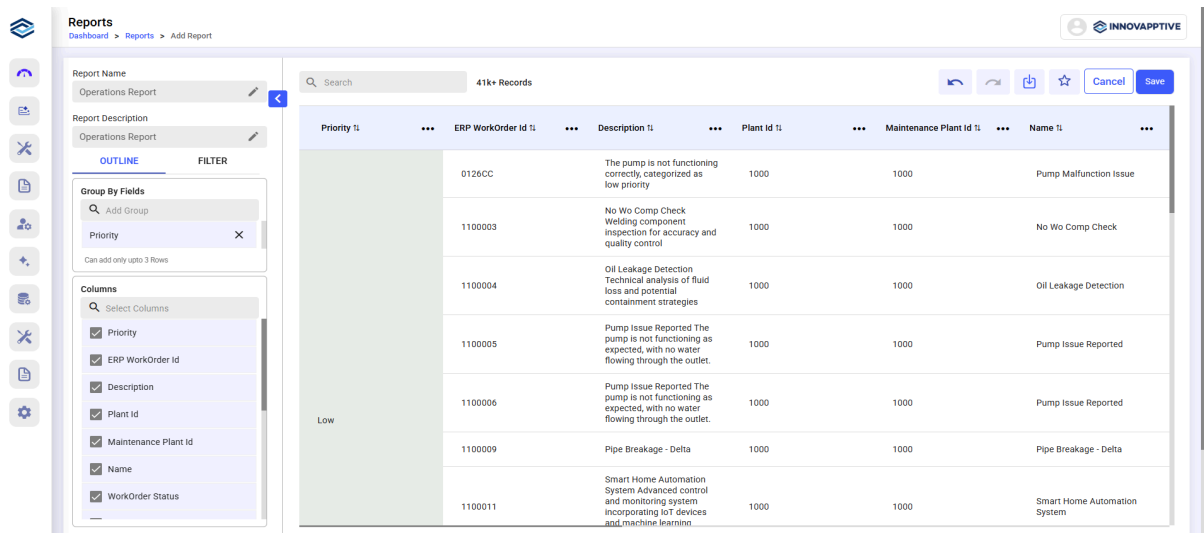 Reports
Dashboard > Reports > Add Report
INNOVAPPTIVE
Report Name
Operations Report
Report Description
Operations Report
OUTLINE FILTER
Group By Fields
Add Group
Priority
Can add only upto 3 Rows
Columns
Select Columns
Priority
ERP WorkOrder Id
Description
Plant Id
Maintenance Plant Id
Name
WorkOrder Status
Search
41k+ Records
Cancel
Save
Priority ERP WorkOrder Id Description Plant Id Maintenance Plant Id Name
Low
0126CC
The pump is not functioning
correctly, categorized as
low priority
1000 1000 Pump Malfunction Issue
1100003
No Wo Comp Check
Welding component
inspection for accuracy and
quality control
1000 1000 No Wo Comp Check
1100004
Oil Leakage Detection
Technical analysis of fluid
loss and potential
containment strategies
1000 1000 Oil Leakage Detection
1100005
Pump Issue Reported The
pump is not functioning as
expected, with no water
flowing through the outlet.
1000 1000 Pump Issue Reported
1100006
Pump Issue Reported The
pump is not functioning as
expected, with no water
flowing through the outlet.
1000 1000 Pump Issue Reported
1100009 Pipe Breakage - Delta 1000 1000 Pipe Breakage - Delta
1100011
Smart Home Automation
System Advanced control
and monitoring system
incorporating IoT devices
and machine learning
1000 1000
Smart Home Automation
System